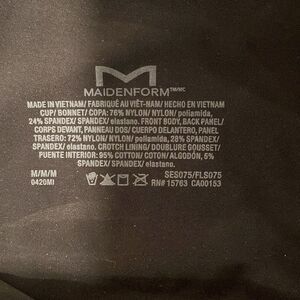 MAIDENFORM™/MC
MADE IN VIETNAM/ FABRIQUÉ AU VIÊT-NAM/ HECHO EN VIETNAM
CUP/ BONNET/ COPA: 76% NYLON/ NYLON/ poliamida,
24% SPANDEX/ SPANDEX/ elastano. FRONT BODY, BACK PANEL/
CORPS DEVANT, PANNEAU DOS/ CUERPO DELANTERO, PANEL
TRASERO: 72% NYLON/ NYLON/ poliamida, 28% SPANDEX/
SPANDEX/ elastano. CROTCH LINING/ DOUBLURE GOUSSET/
PUENTE INTERIOR: 95% COTTON/ COTON/ ALGODÓN, 5%
SPANDEX/ SPANDEX/ elastano.
M/M/M SES075/FLS075
0420MI RN# 15763 CA00153